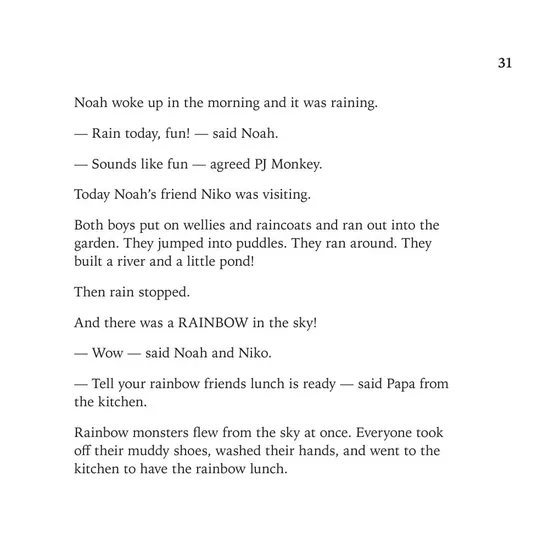 31
Noah woke up in the morning and it was raining.
— Rain today, fun! — said Noah.
— Sounds like fun — agreed PJ Monkey.
Today Noah’s friend Niko was visiting.
Both boys put on wellies and raincoats and ran out into the
garden. They jumped into puddles. They ran around. They
built a river and a little pond!
Then rain stopped.
And there was a RAINBOW in the sky!
— Wow — said Noah and Niko.
— Tell your rainbow friends lunch is ready — said Papa from
the kitchen.
Rainbow monsters flew from the sky at once. Everyone took
off their muddy shoes, washed their hands, and went to the
kitchen to have the rainbow lunch.